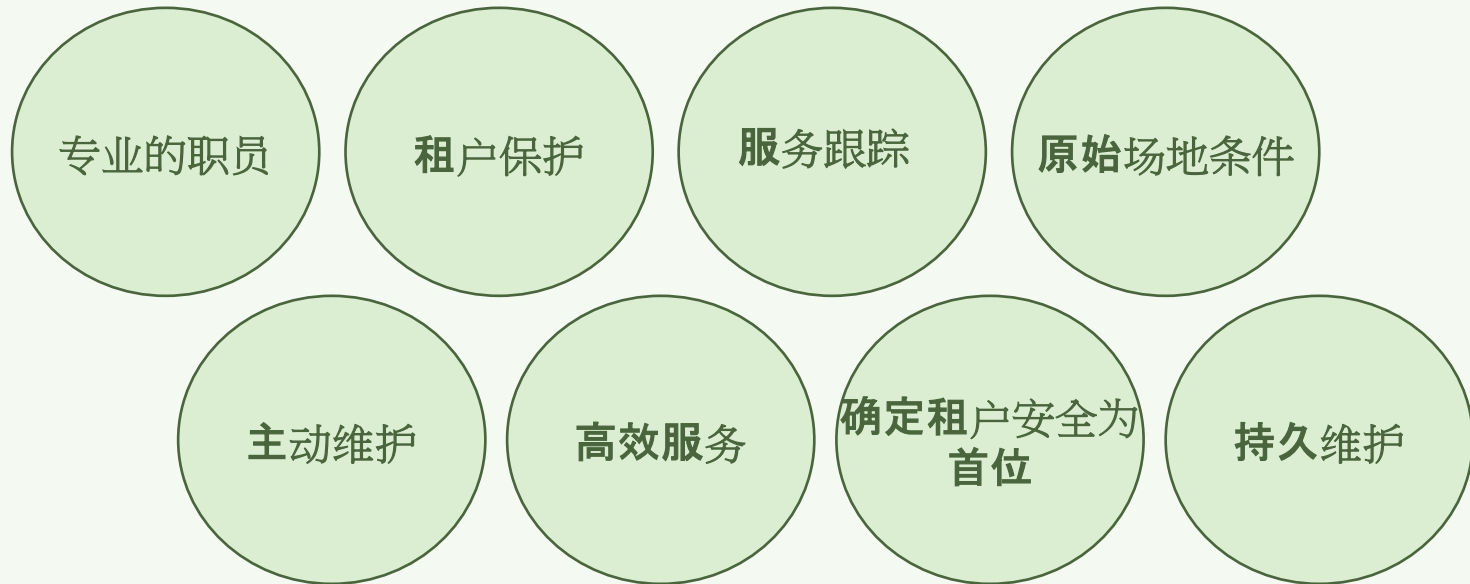 专业的职员
租户保护
服务跟踪
原始场地条件
主动维护
高效服务
确定租户安全为
首位
持久维护